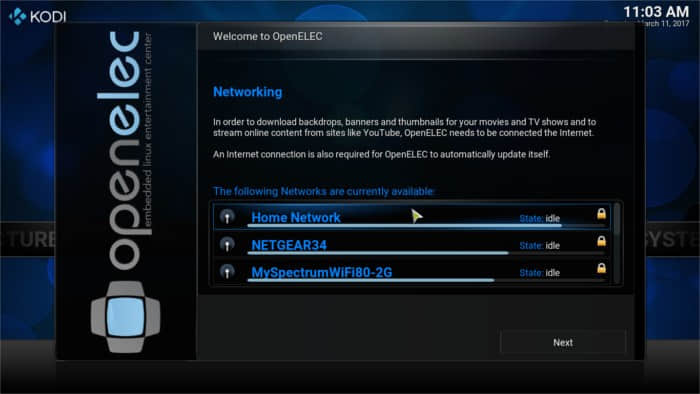 KODI
11:03 AM
March 11, 2017
Welcome to OpenELEC
openelec
embedded linux entertainment center
Networking
In order to download backdrops, banners and thumbnails for your movies and TV shows and to
stream online content from sites like YouTube, OpenELEC needs to be connected the Internet.
An Internet connection is also required for OpenELEC to automatically update itself.
The following Networks are currently available:
Home Network State: idle
NETGEAR34 State: idle
MySpectrumWiFi80-2G State: idle
TURE
SYSTE
Next